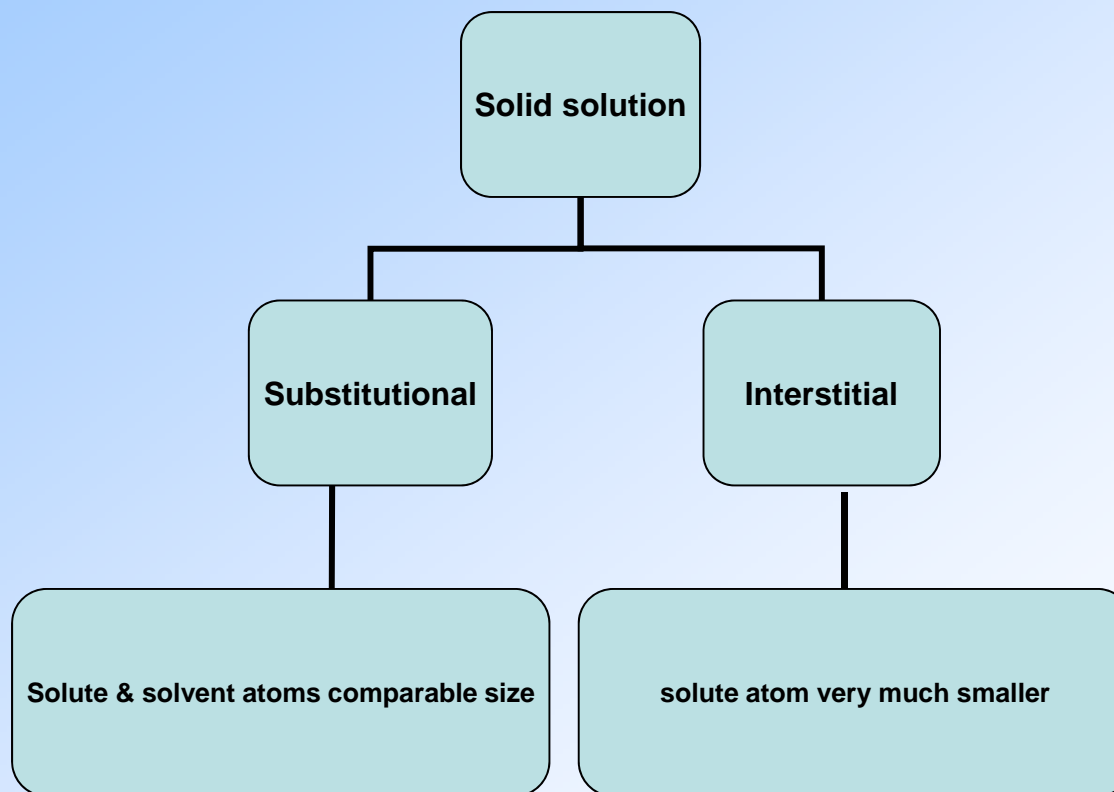 Solid solution
Substitutional
Interstitial
Solute & solvent atoms comparable size
solute atom very much smaller